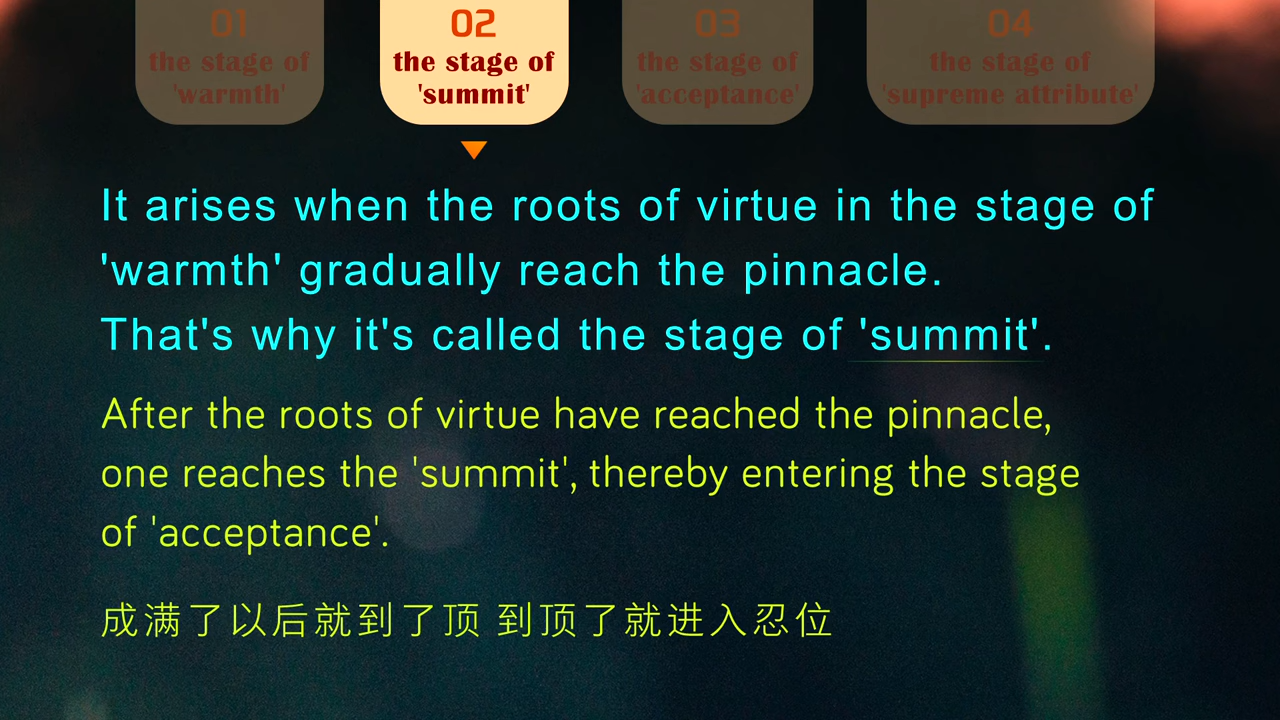 01
the stage of
'warmth'
02
the stage of
'summit'
03
the stage of
'acceptance'
04
the stage of
'supreme attribute'
It arises when the roots of virtue in the stage of
'warmth' gradually reach the pinnacle.
That's why it's called the stage of 'summit'.
After the roots of virtue have reached the pinnacle,
one reaches the 'summit', thereby entering the stage
of 'acceptance'.
成满了以后就到了顶 到顶了就进入忍位